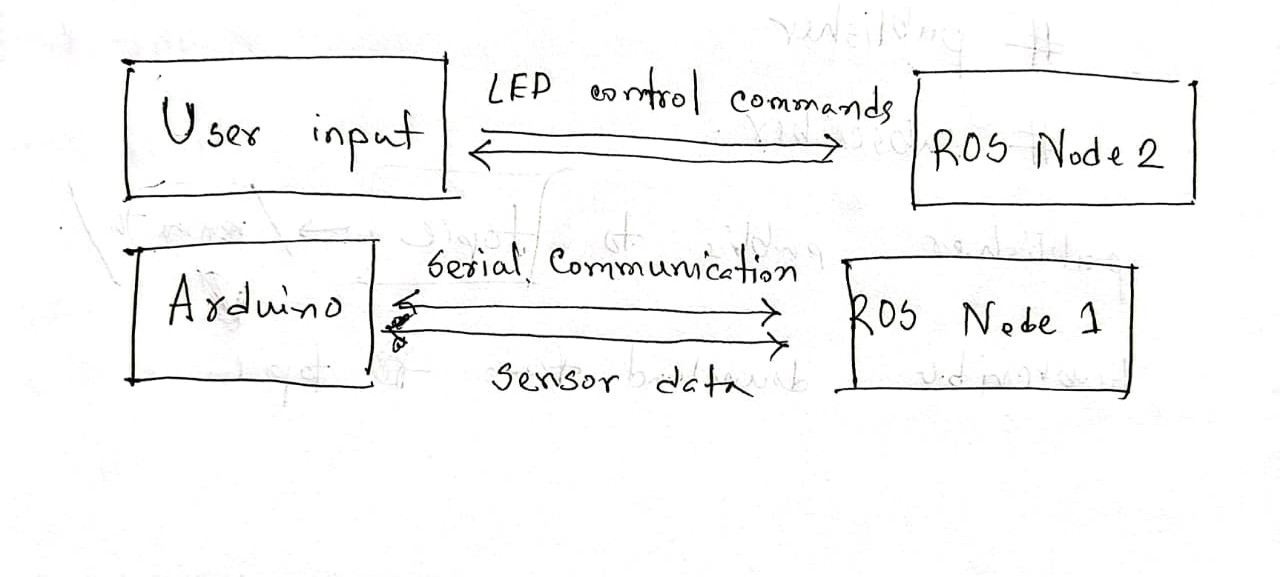 LED control commands
User input
ROS Node 2
Serial Communication
Arduino
ROS Node 1
Sensor data